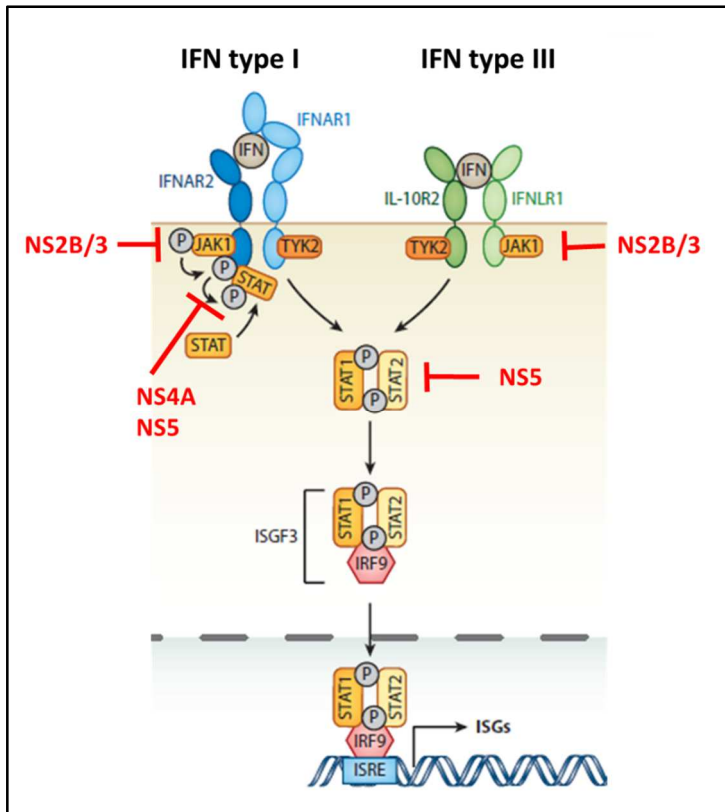 IFN type I
IFN type III
IFNAR1
IFN
IFNAR2
IFN
IL-10R2
IFNLR1
NS2B/3
P
JAK1
TYK2
TYK2
JAK1
NS2B/3
P
STAT
P
STAT
NS4A
NS5
STAT1
P
P
STAT2
NS5
ISGF3
STAT1
P
P
STAT2
IRF9
STAT1
P
P
STAT2
IRF9
ISRE
ISGs